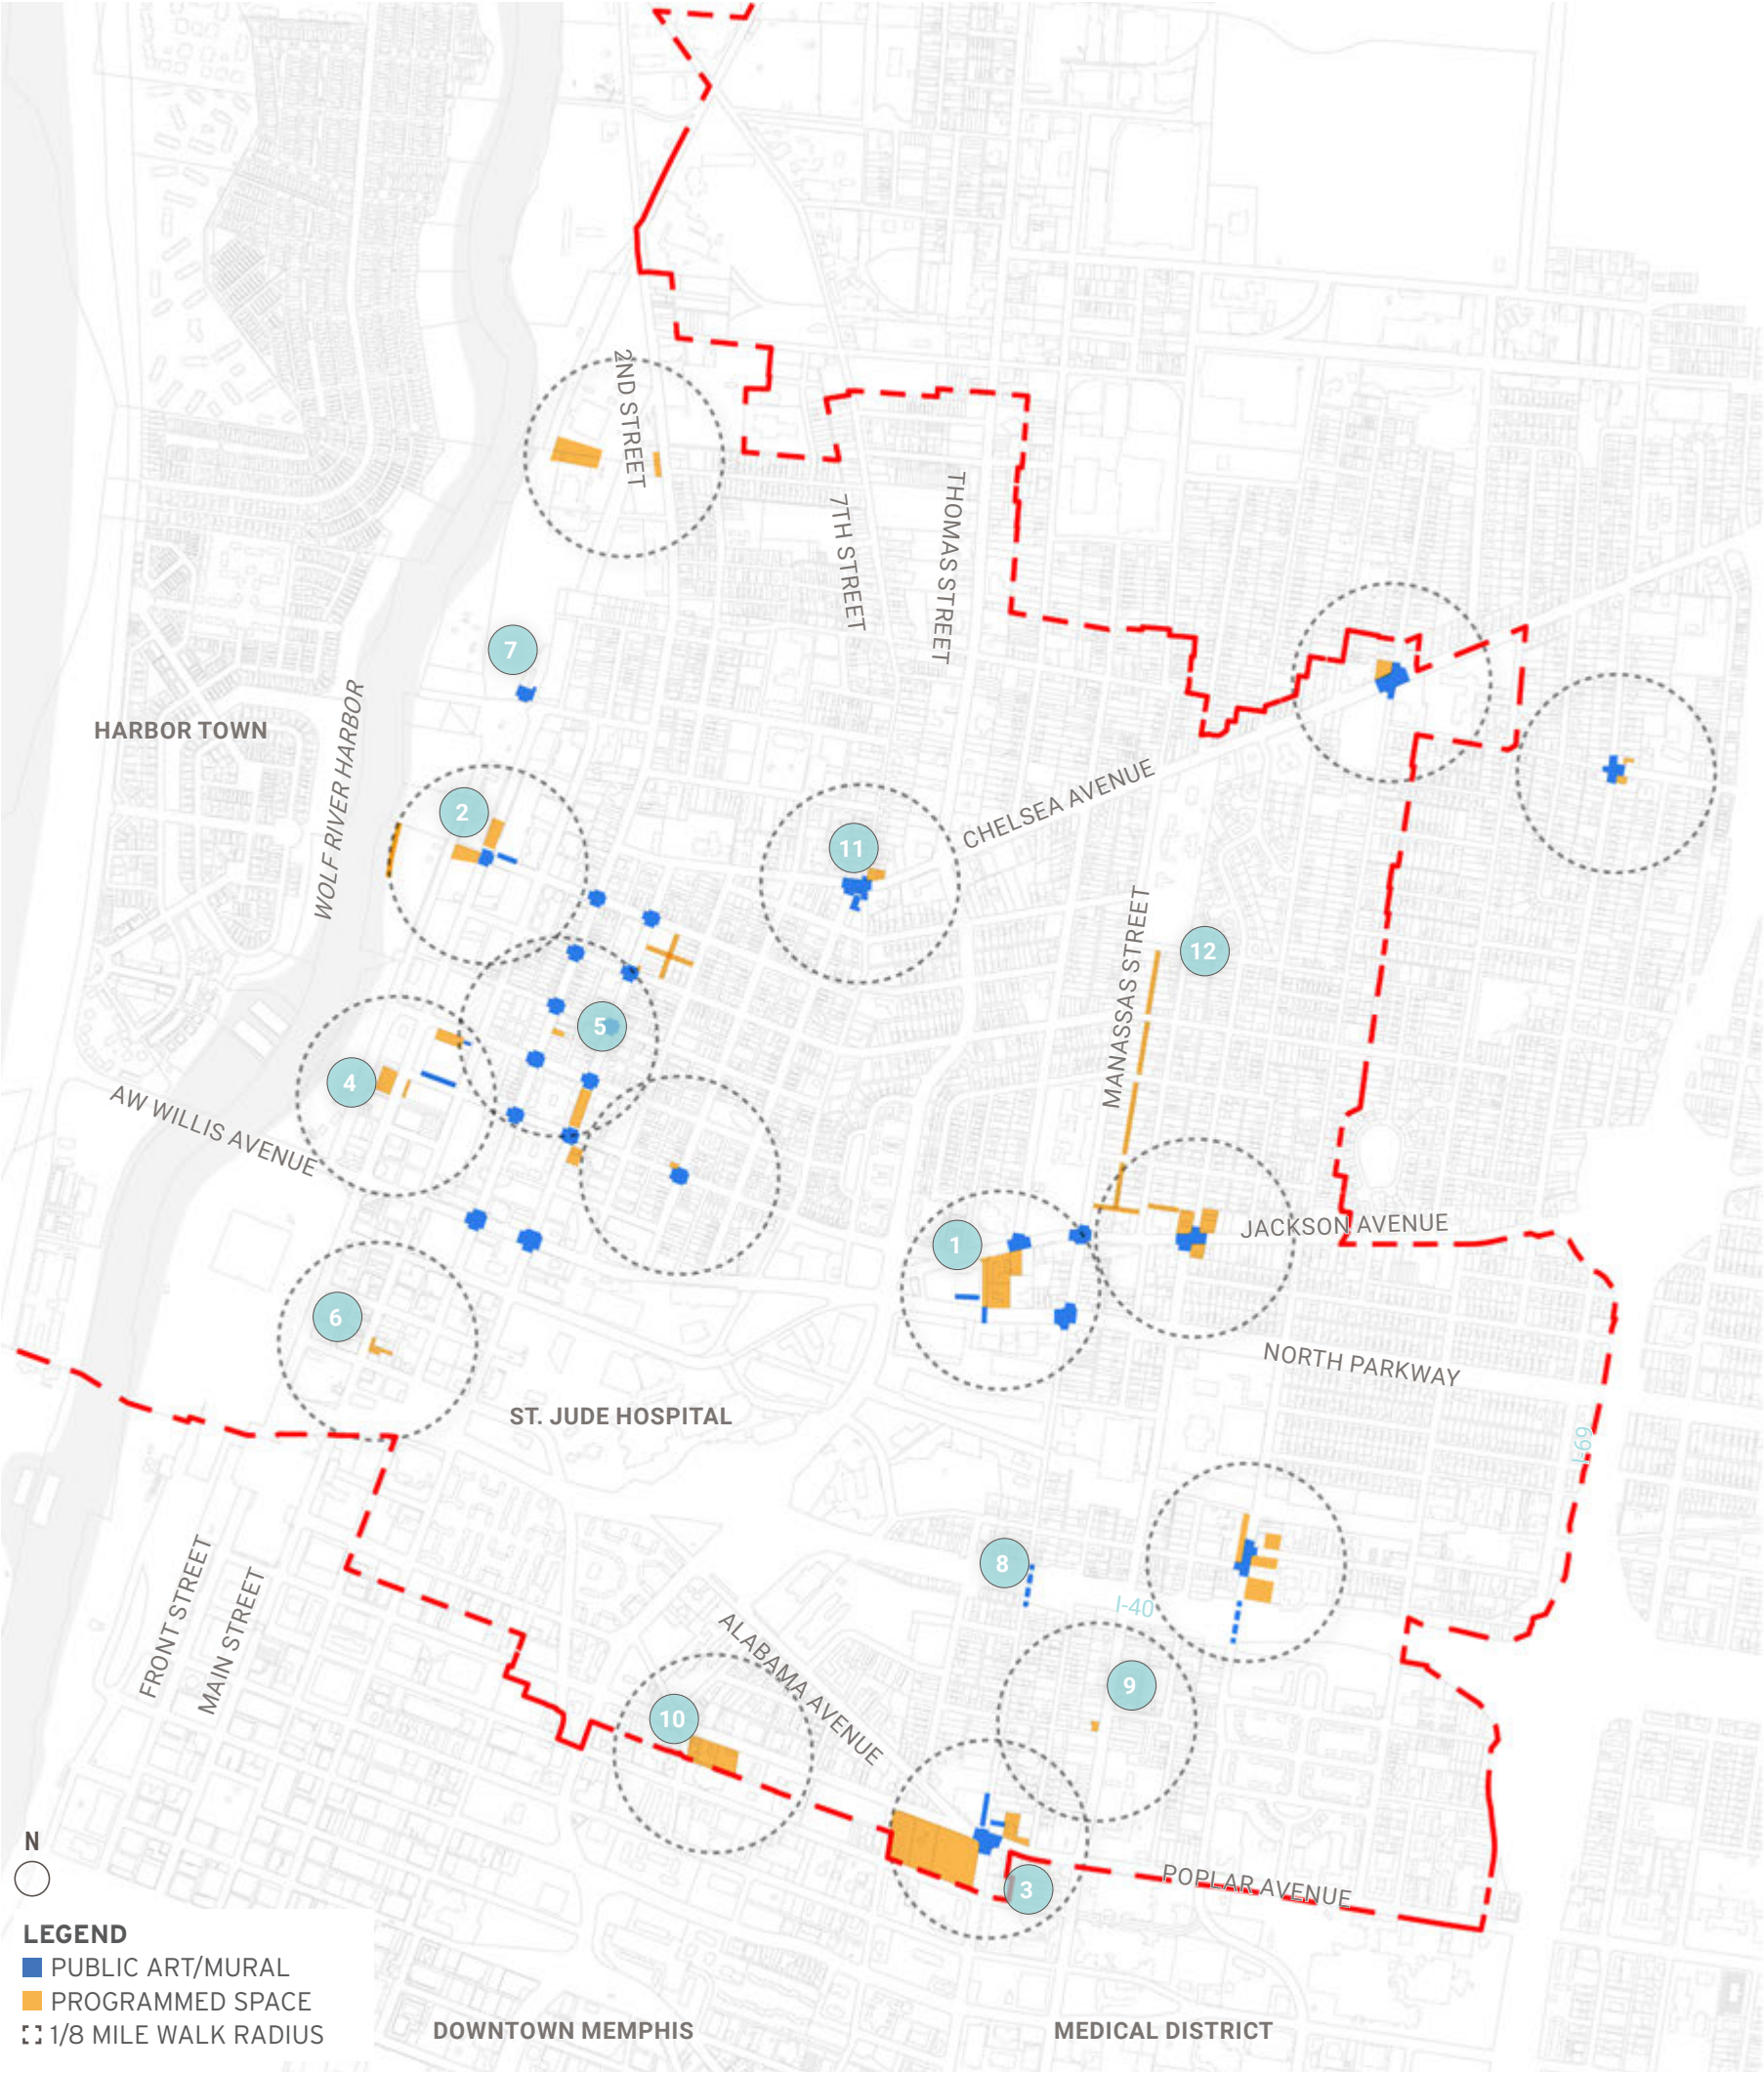 2ND STREET
7TH STREET
THOMAS STREET
7
HARBOR TOWN
WOLF RIVER HARBOR
2
11
CHELSEA AVENUE
MANASSAS STREET
12
5
4
AW WILLIS AVENUE
1
JACKSON AVENUE
6
NORTH PARKWAY
ST. JUDE HOSPITAL
I-69
FRONT STREET
MAIN STREET
8
I-40
ALABAMA AVENUE
9
10
3
POPLAR AVENUE
N
LEGEND
PUBLIC ART/MURAL
PROGRAMMED SPACE
1/8 MILE WALK RADIUS
DOWNTOWN MEMPHIS
MEDICAL DISTRICT